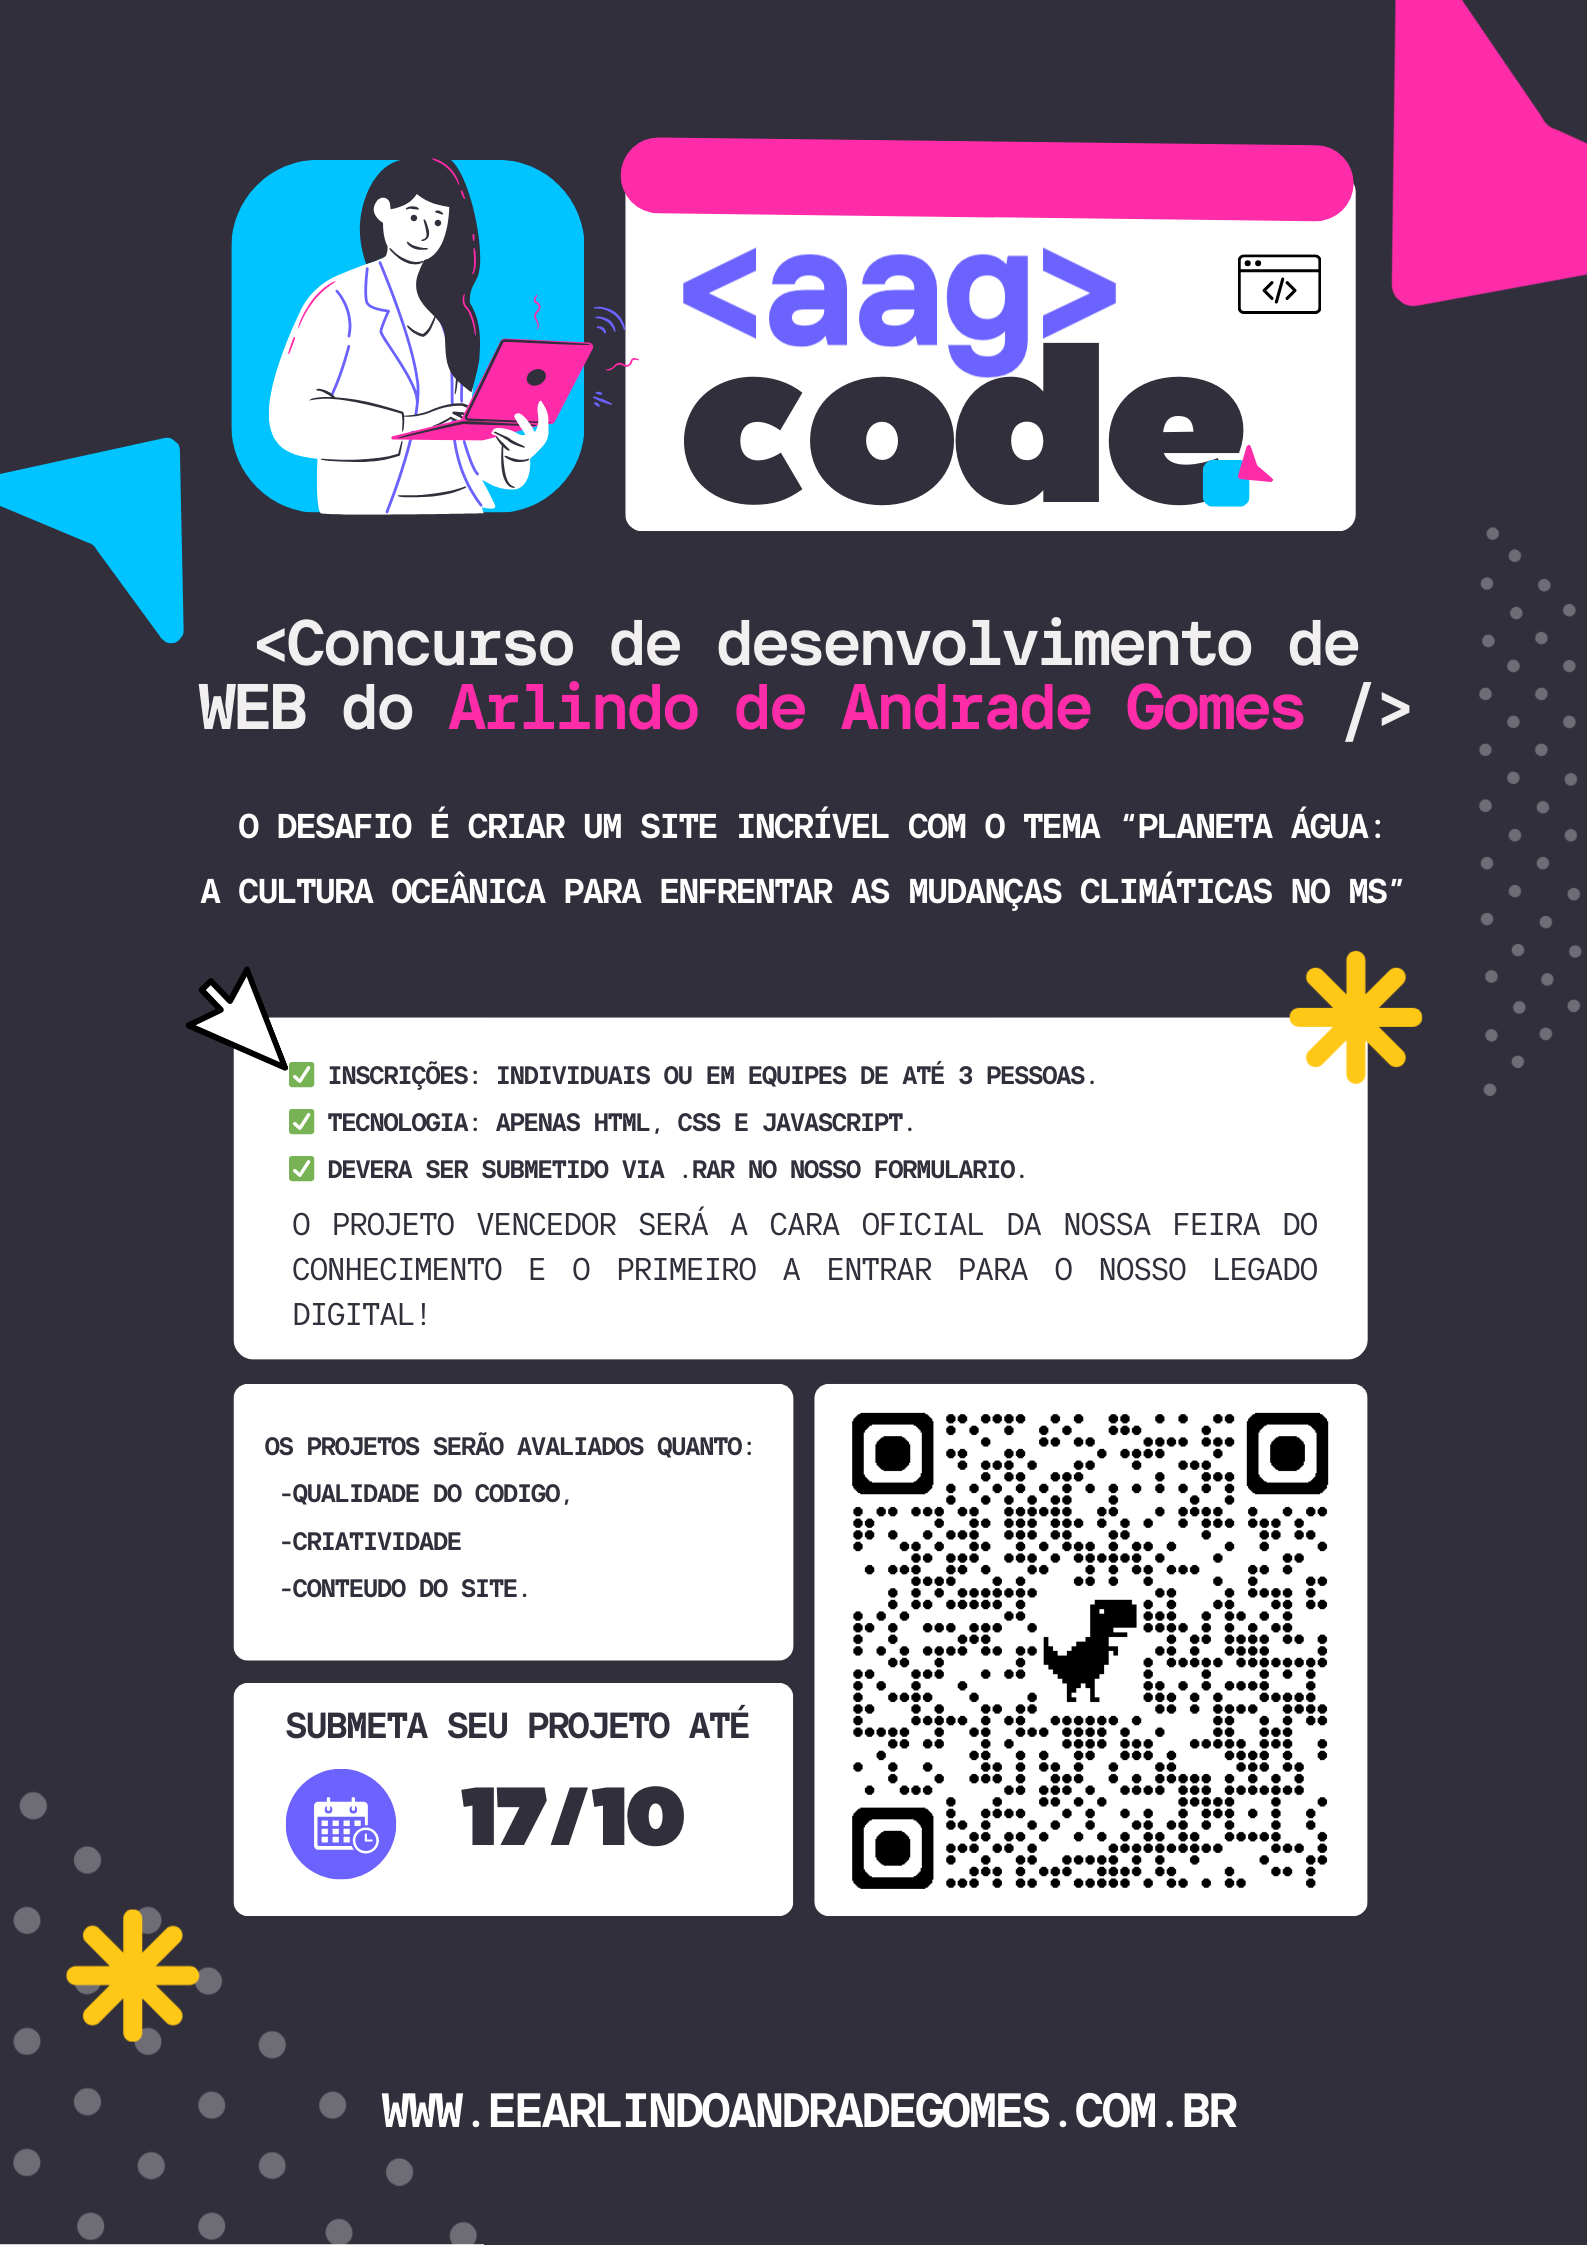 <aag>
</>
code
<Concurso de desenvolvimento de
WEB do Arlindo de Andrade Gomes />
O DESAFIO É CRIAR UM SITE INCRÍVEL COM O TEMA “PLANETA ÁGUA:
A CULTURA OCEÂNICA PARA ENFRENTAR AS MUDANÇAS CLIMÁTICAS NO MS”
✅ INSCRIÇÕES: INDIVIDUAIS OU EM EQUIPES DE ATÉ 3 PESSOAS.
✅ TECNOLOGIA: APENAS HTML, CSS E JAVASCRIPT.
✅ DEVERA SER SUBMETIDO VIA .RAR NO NOSSO FORMULARIO.
O PROJETO VENCEDOR SERÁ A CARA OFICIAL DA NOSSA FEIRA DO
CONHECIMENTO E O PRIMEIRO A ENTRAR PARA O NOSSO LEGADO
DIGITAL!
OS PROJETOS SERÃO AVALIADOS QUANTO:
-QUALIDADE DO CODIGO,
-CRIATIVIDADE
-CONTEUDO DO SITE.
SUBMETA SEU PROJETO ATÉ
17/10
WWW.EEARLINDOANDRADEGOMES.COM.BR